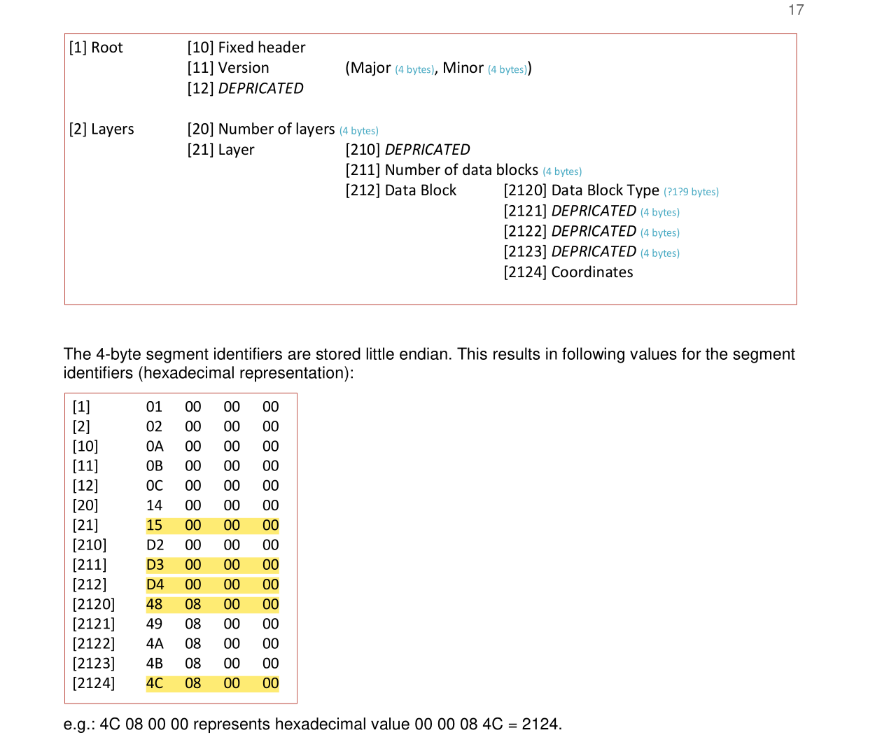 17
[1] Root [10] Fixed header
[11] Version (Major (4 bytes), Minor (4 bytes))
[12] DEPRICATED
[2] Layers [20] Number of layers (4 bytes)
[21] Layer [210] DEPRICATED
[211] Number of data blocks (4 bytes)
[212] Data Block [2120] Data Block Type (?1?9 bytes)
[2121] DEPRICATED (4 bytes)
[2122] DEPRICATED (4 bytes)
[2123] DEPRICATED (4 bytes)
[2124] Coordinates
The 4-byte segment identifiers are stored little endian. This results in following values for the segment
identifiers (hexadecimal representation):
[1] 01 00 00 00
[2] 02 00 00 00
[10] 0A 00 00 00
[11] 0B 00 00 00
[12] 0C 00 00 00
[20] 14 00 00 00
[21] 15 00 00 00
[210] D2 00 00 00
[211] D3 00 00 00
[212] D4 00 00 00
[2120] 48 08 00 00
[2121] 49 08 00 00
[2122] 4A 08 00 00
[2123] 4B 08 00 00
[2124] 4C 08 00 00
e.g.: 4C 08 00 00 represents hexadecimal value 00 00 08 4C = 2124.